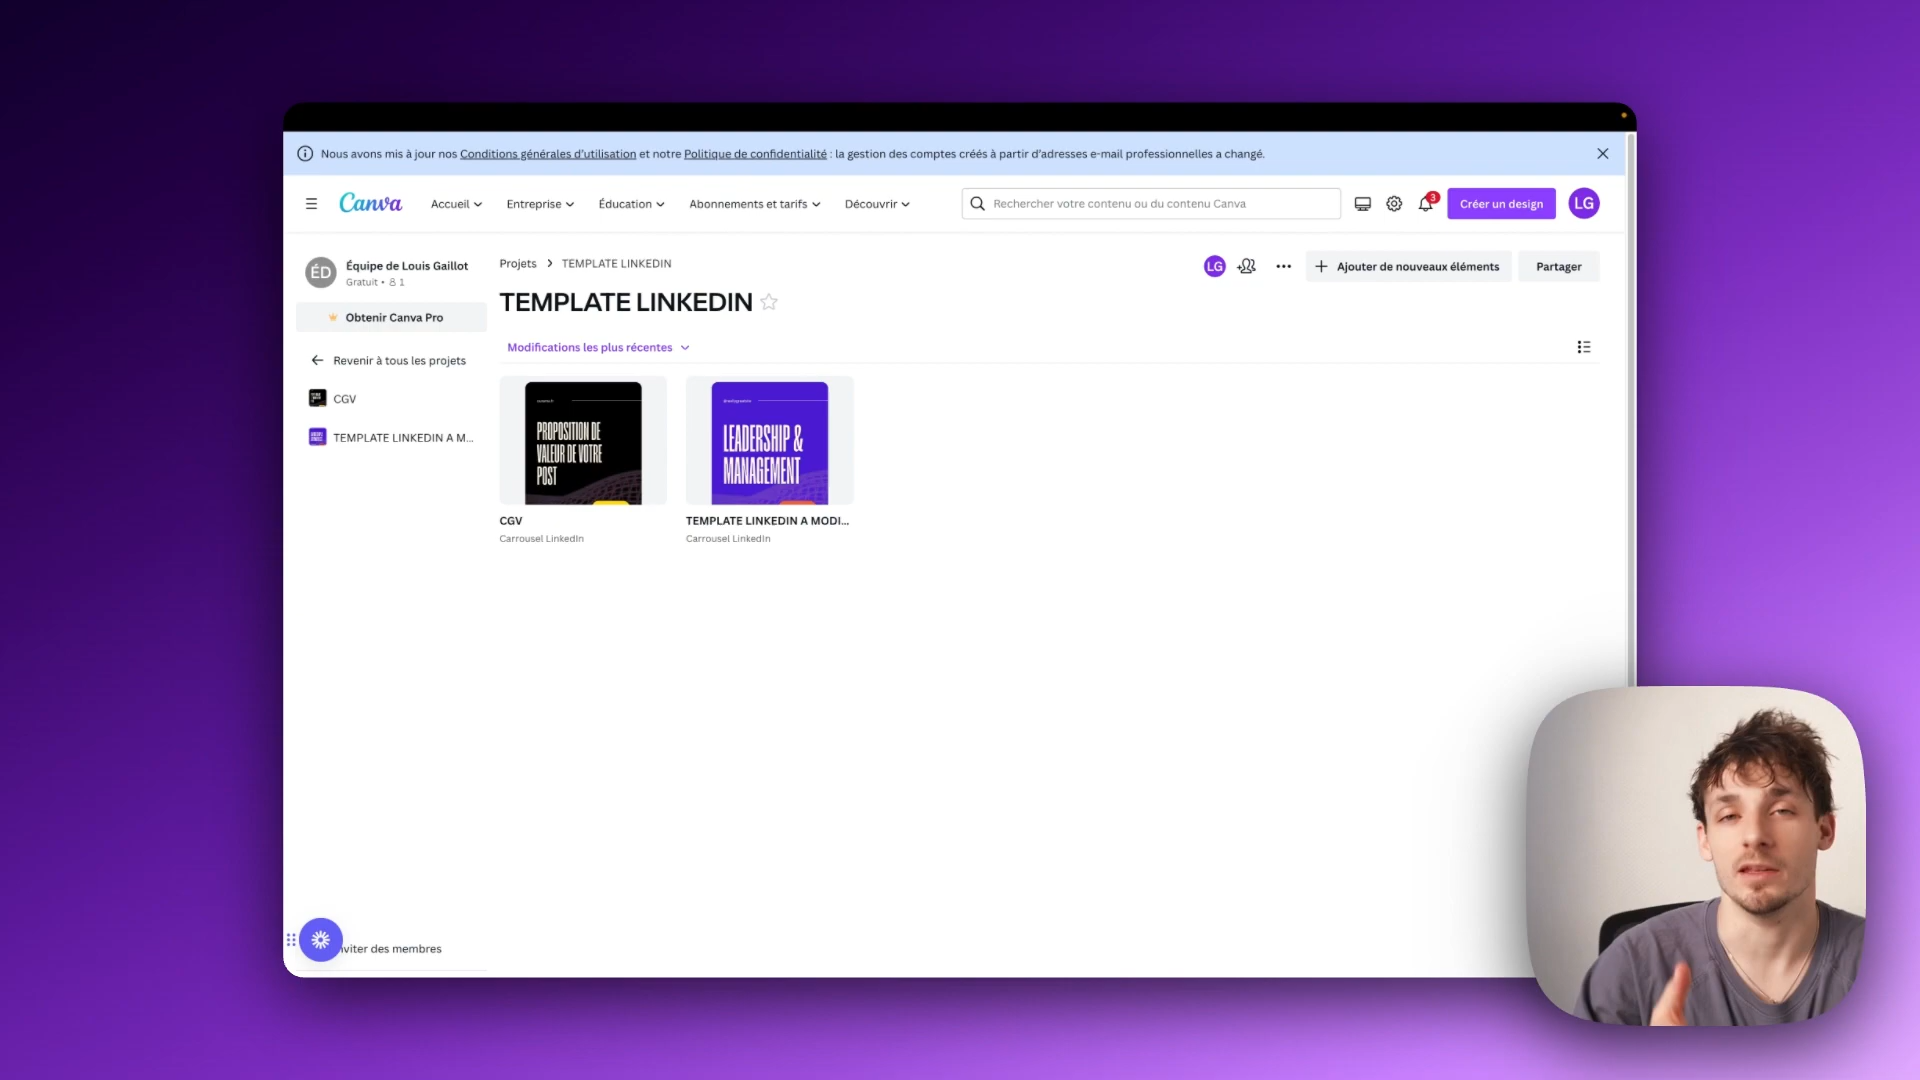 Nous avons mis à jour nos Conditions générales d'utilisation et notre Politique de confidentialité : la gestion des comptes créés à partir d'adresses e-mail professionnelles a changé.
Canva
Accueil
Entreprise
Éducation
Abonnements et tarifs
Découvrir
Rechercher votre contenu ou du contenu Canva
3
Créer un design
LG
ÉD
Équipe de Louis Gaillot
Gratuit • 1
Obtenir Canva Pro
Revenir à tous les projets
CGV
TEMPLATE LINKEDIN A M...
Projets
TEMPLATE LINKEDIN
LG
Ajouter de nouveaux éléments
Partager
TEMPLATE LINKEDIN
Modifications les plus récentes
PROPOSITION DE
VALEUR DE VOTRE
POST
LEADERSHIP &
MANAGEMENT
CGV
Carrousel LinkedIn
TEMPLATE LINKEDIN A MODI...
Carrousel LinkedIn
nviter des membres